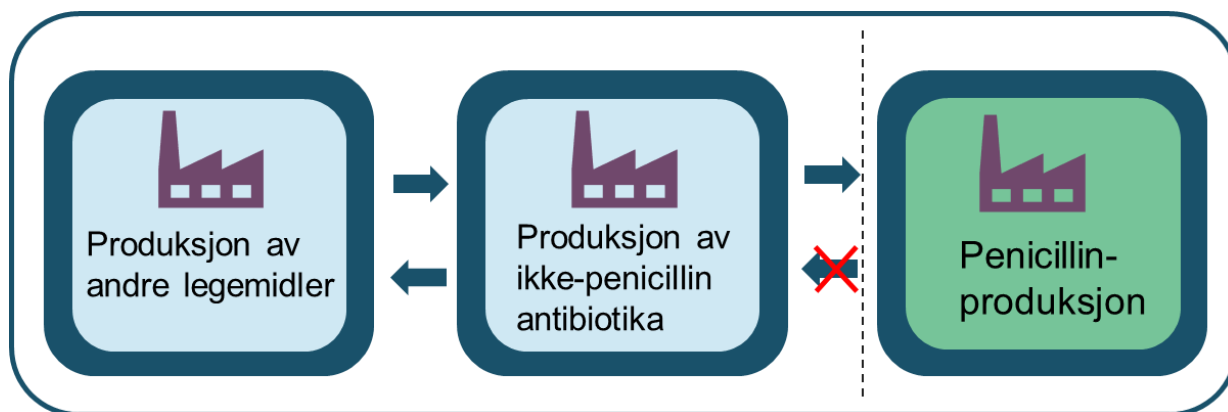 Produksjon av
andre legemidler
Produksjon av
ikke-penicillin
antibiotika
Penicillin-
produksjon